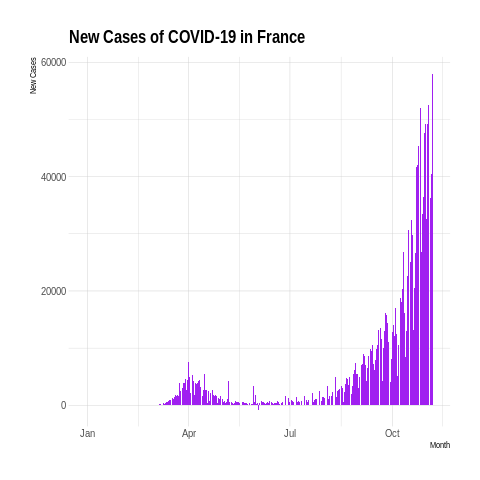 New Cases of COVID-19 in France
New Cases
60000
40000
20000
0
Jan Apr Jul Oct
Month